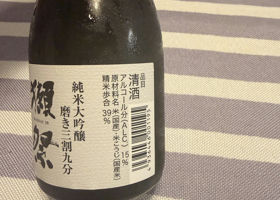 獺祭
純米大吟醸
磨き三割九分
品目
清酒
アルコール分(ALC.) 15%
原材料名 米(国産)・米こうじ(国産米)
精米歩合 39%